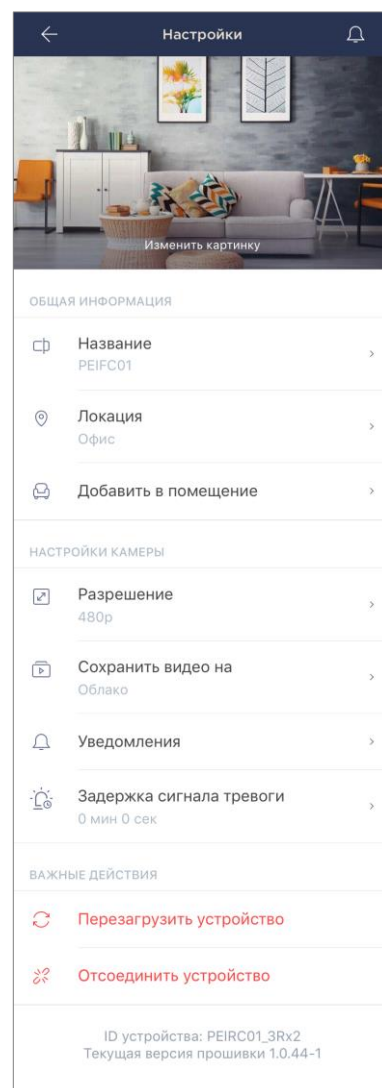 Настройки
Изменить картинку
ОБЩАЯ ИНФОРМАЦИЯ
Название
PEIFC01
Локация
Офис
Добавить в помещение
НАСТРОЙКИ КАМЕРЫ
Разрешение
480p
Сохранить видео на
Облако
Уведомления
Задержка сигнала тревоги
0 мин 0 сек
ВАЖНЫЕ ДЕЙСТВИЯ
Перезагрузить устройство
Отсоединить устройство
ID устройства: PEIRC01_3Rx2
Текущая версия прошивки 1.0.44-1